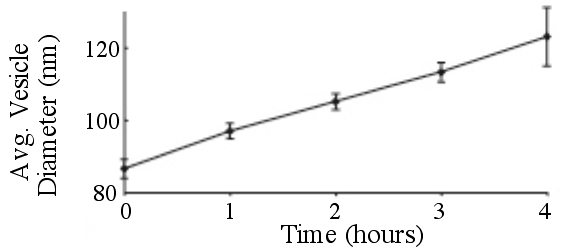 Avg. Vesicle
Diameter (nm)
120
100
80
0 1 2 3 4
Time (hours)